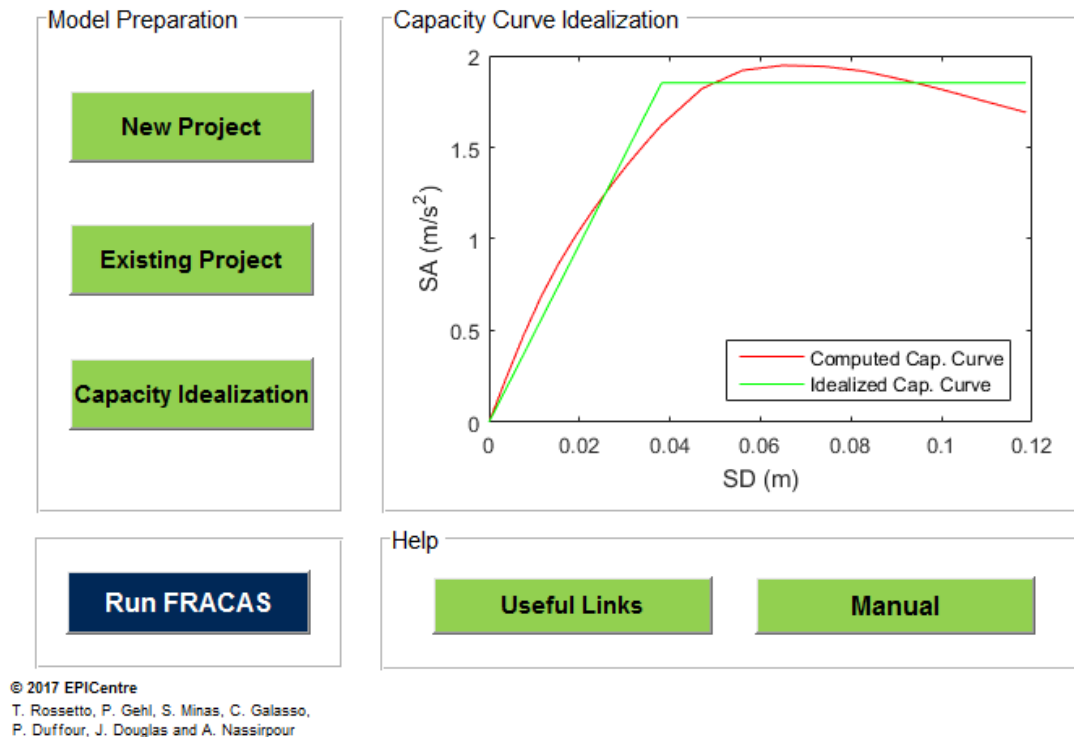 Model Preparation
New Project
Existing Project
Capacity Idealization
Run FRACAS
Capacity Curve Idealization
SA (m/s²)
2
1.5
1
0.5
0
0 0.02 0.04 0.06 0.08 0.1 0.12
SD (m)
Computed Cap. Curve
Idealized Cap. Curve
Help
Useful Links
Manual
© 2017 EPICentre
T. Rossetto, P. Gehl, S. Minas, C. Galasso,
P. Duffour, J. Douglas and A. Nassirpour